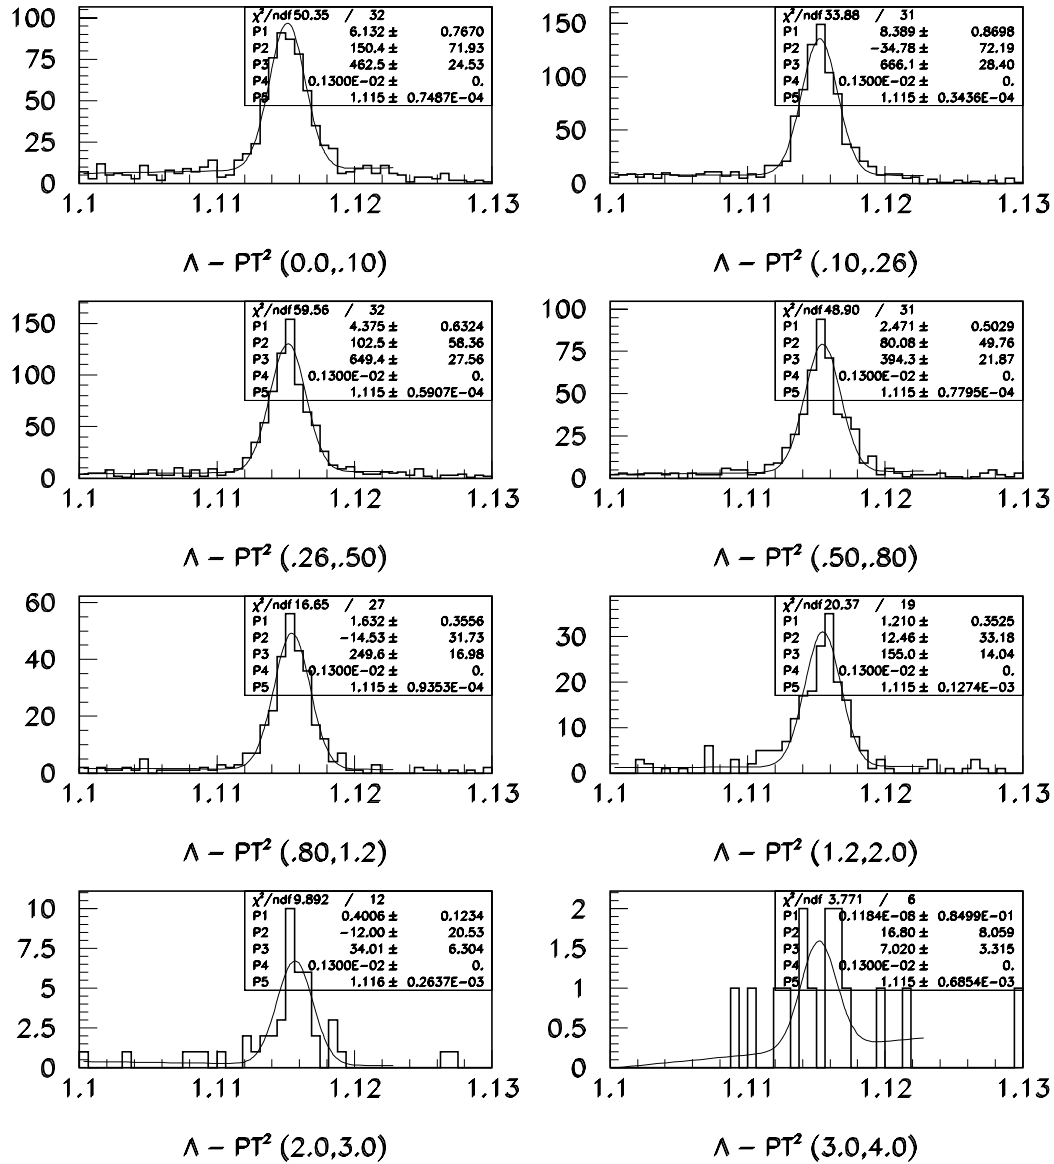 χ²/ndf 50.35 / 32
P1 6.132 ± 0.7670
P2 150.4 ± 71.93
P3 462.5 ± 24.53
P4 0.1300E-02 ± 0.
P5 1.115 ± 0.7487E-04
100
75
50
25
0
1.1 1.11 1.12 1.13
Λ - PT² (0.0,.10)
χ²/ndf 33.88 / 31
P1 8.389 ± 0.8698
P2 -34.78 ± 72.19
P3 666.1 ± 28.40
P4 0.1300E-02 ± 0.
P5 1.115 ± 0.3436E-04
150
100
50
0
1.1 1.11 1.12 1.13
Λ - PT² (.10,.26)
χ²/ndf 59.56 / 32
P1 4.375 ± 0.6324
P2 102.5 ± 58.36
P3 649.4 ± 27.56
P4 0.1300E-02 ± 0.
P5 1.115 ± 0.5907E-04
150
100
50
0
1.1 1.11 1.12 1.13
Λ - PT² (.26,.50)
χ²/ndf 48.90 / 31
P1 2.471 ± 0.5029
P2 80.08 ± 49.76
P3 394.3 ± 21.87
P4 0.1300E-02 ± 0.
P5 1.115 ± 0.7795E-04
100
75
50
25
0
1.1 1.11 1.12 1.13
Λ - PT² (.50,.80)
χ²/ndf 16.65 / 27
P1 1.632 ± 0.3556
P2 -14.53 ± 31.73
P3 249.6 ± 16.98
P4 0.1300E-02 ± 0.
P5 1.115 ± 0.9353E-04
60
40
20
0
1.1 1.11 1.12 1.13
Λ - PT² (.80,1.2)
χ²/ndf 20.37 / 19
P1 1.210 ± 0.3525
P2 12.46 ± 33.18
P3 155.0 ± 14.04
P4 0.1300E-02 ± 0.
P5 1.115 ± 0.1274E-03
30
20
10
0
1.1 1.11 1.12 1.13
Λ - PT² (1.2,2.0)
χ²/ndf 9.892 / 12
P1 0.4006 ± 0.1234
P2 -12.00 ± 20.53
P3 34.01 ± 6.304
P4 0.1300E-02 ± 0.
P5 1.116 ± 0.2637E-03
10
7.5
5
2.5
0
1.1 1.11 1.12 1.13
Λ - PT² (2.0,3.0)
χ²/ndf 3.771 / 6
P1 0.1184E-08 ± 0.8499E-01
P2 16.80 ± 8.059
P3 7.020 ± 3.315
P4 0.1300E-02 ± 0.
P5 1.115 ± 0.6854E-03
2
1.5
1
0.5
0
1.1 1.11 1.12 1.13
Λ - PT² (3.0,4.0)